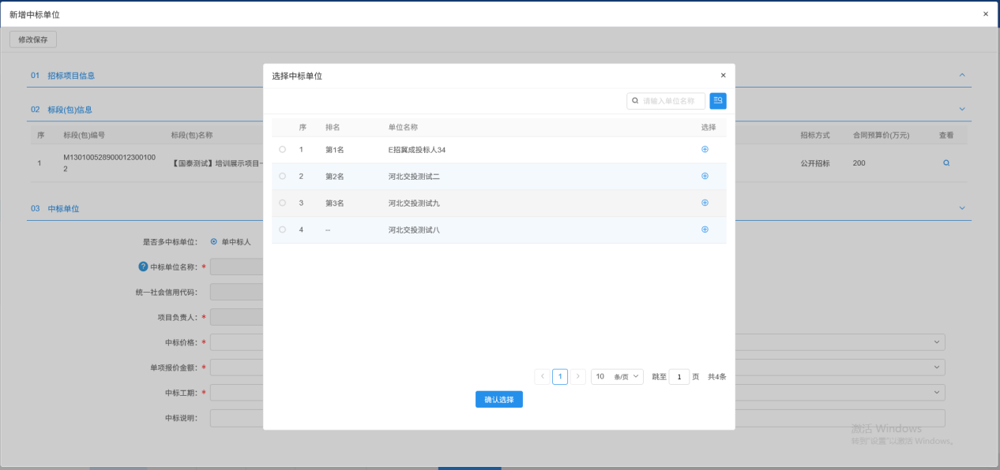 新增中标单位
×
修改保存
01 招标项目信息
02 标段(包)信息
序 标段(包)编号 标段(包)名称 招标方式 合同预算价(万元) 查看
1 M130100528900012300100
2 【国泰测试】培训展示项目- 公开招标 200
03 中标单位
是否多中标单位: 单中标人
? 中标单位名称: *
统一社会信用代码:
项目负责人: *
中标价格: *
单项报价金额: *
中标工期: *
中标说明:
选择中标单位
×
请输入单位名称
序 排名 单位名称 选择
1 第1名 E招冀成投标人34
2 第2名 河北交投测试二
3 第3名 河北交投测试九
4 -- 河北交投测试八
< 1 > 10 条/页 跳至 1 页 共4条
确认选择
激活 Windows
转到"设置"以激活 Windows。